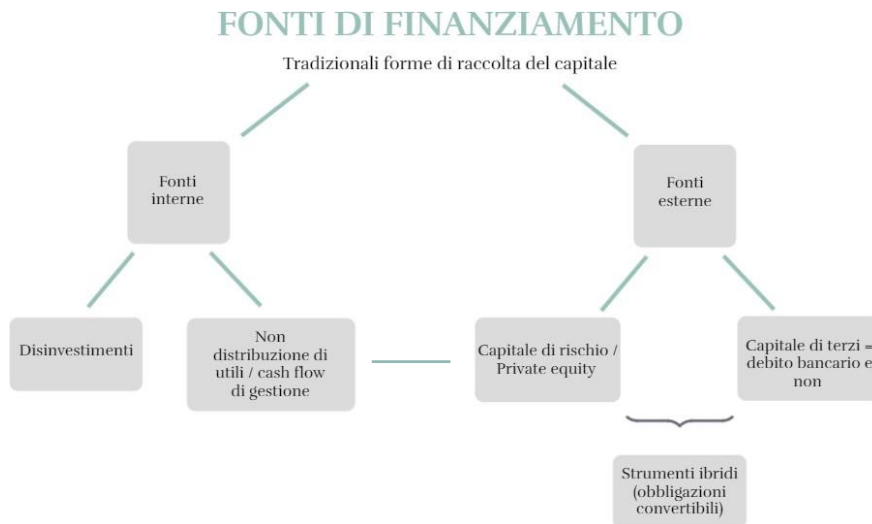 FONTI DI FINANZIAMENTO
Tradizionali forme di raccolta del capitale
Fonti
interne
Fonti
esterne
Disinvestimenti
Non
distribuzione di
utili / cash flow
di gestione
Capitale di rischio /
Private equity
Capitale di terzi =
debito bancario e
non
Strumenti ibridi
(obbligazioni
convertibili)